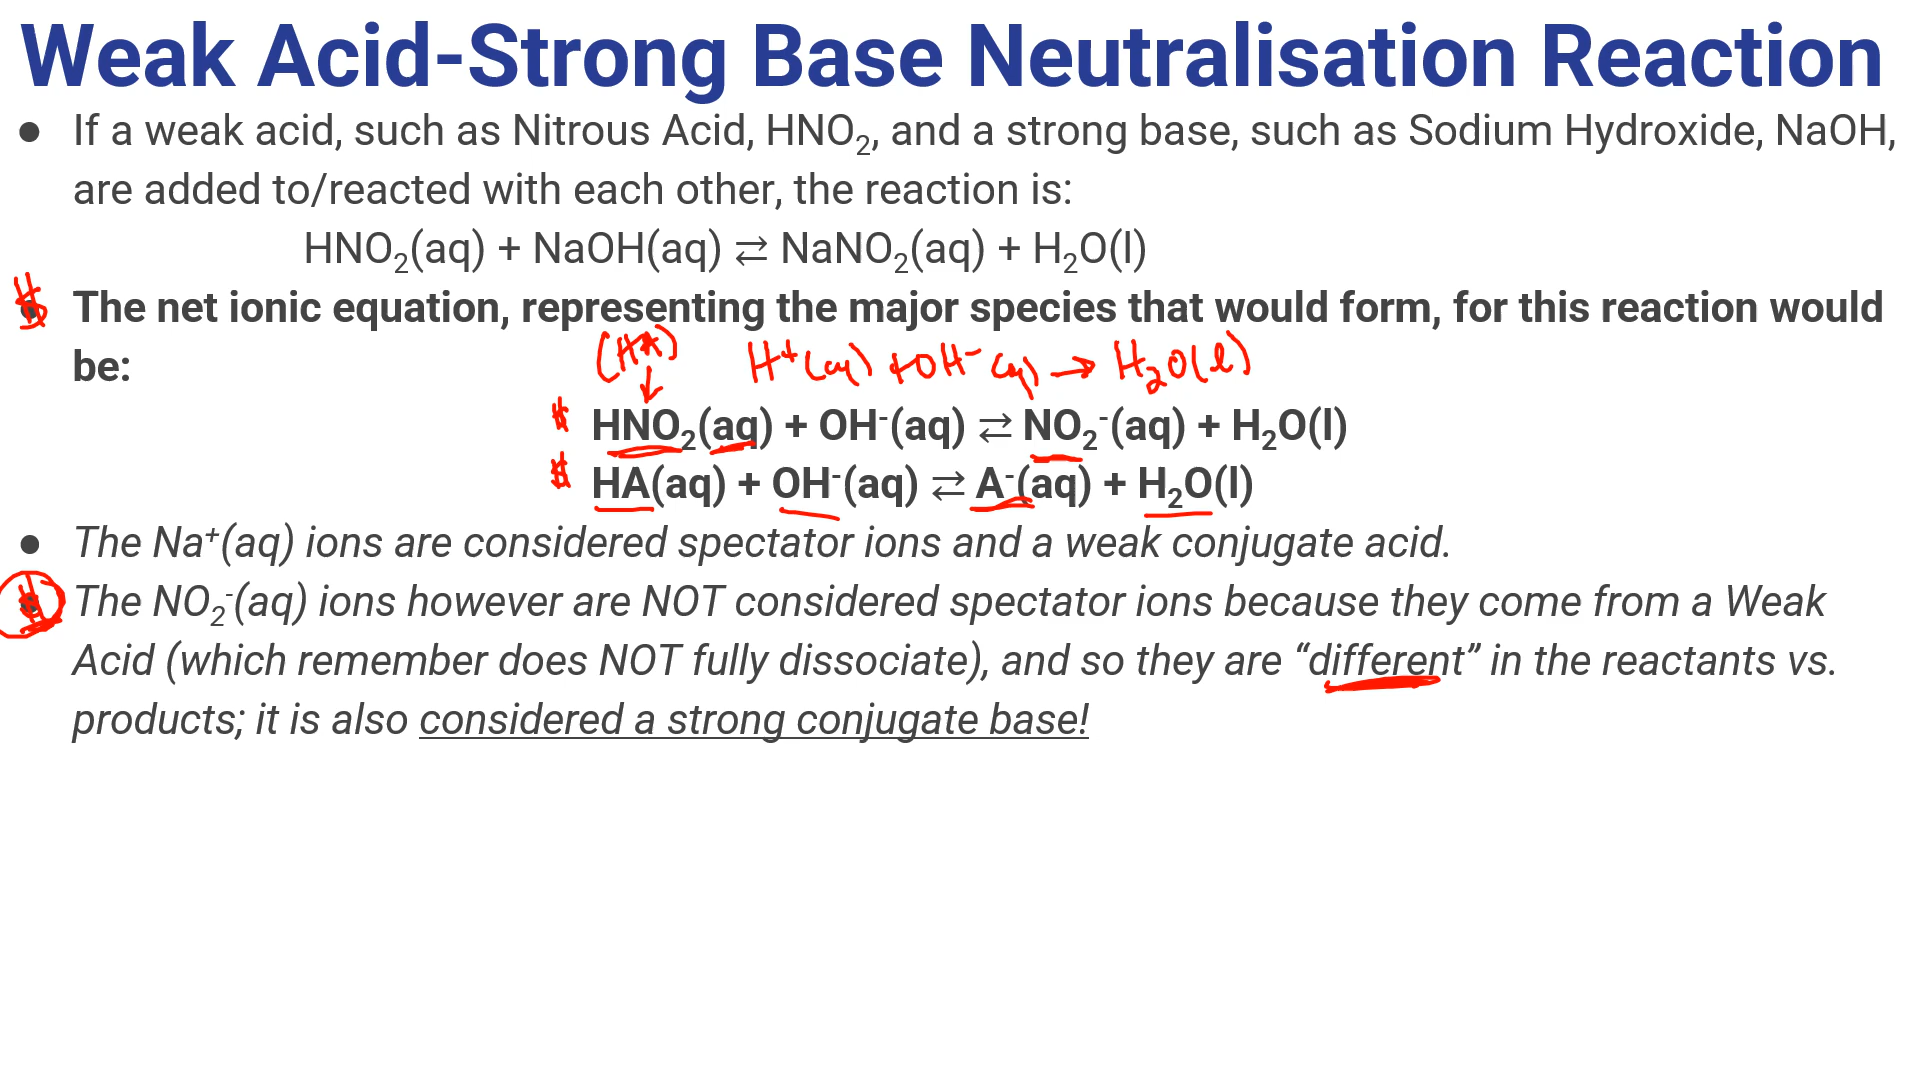 Weak Acid-Strong Base Neutralisation Reaction
● If a weak acid, such as Nitrous Acid, HNO₂, and a strong base, such as Sodium Hydroxide, NaOH,
are added to/reacted with each other, the reaction is:
HNO₂(aq) + NaOH(aq) ⇄ NaNO₂(aq) + H₂O(l)
$ The net ionic equation, representing the major species that would form, for this reaction would
be:
(HA) H⁺(aq) + OH⁻(aq) → H₂O(l)
$ HNO₂(aq) + OH⁻(aq) ⇄ NO₂⁻(aq) + H₂O(l)
$ HA(aq) + OH⁻(aq) ⇄ A⁻(aq) + H₂O(l)
● The Na⁺(aq) ions are considered spectator ions and a weak conjugate acid.
$ The NO₂⁻(aq) ions however are NOT considered spectator ions because they come from a Weak
Acid (which remember does NOT fully dissociate), and so they are “different” in the reactants vs.
products; it is also considered a strong conjugate base!